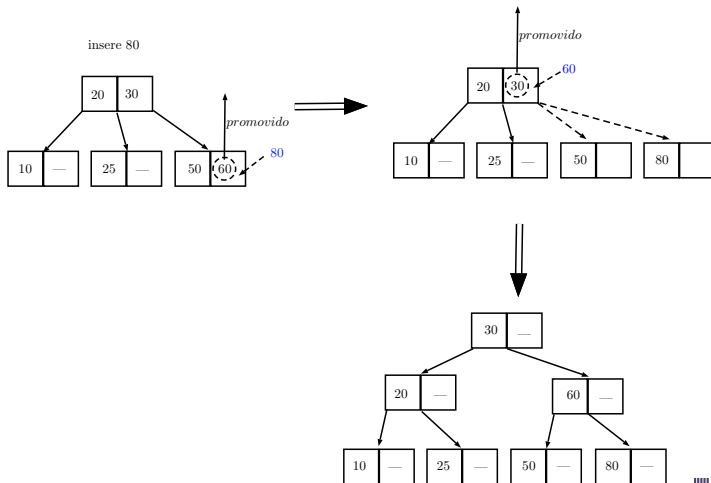 insere 80
20 30
promovido
10 — 25 — 50 60 80
promovido
20 30 60
10 — 25 — 50 80
30 —
20 — 60 —
10 — 25 — 50 — 80 —